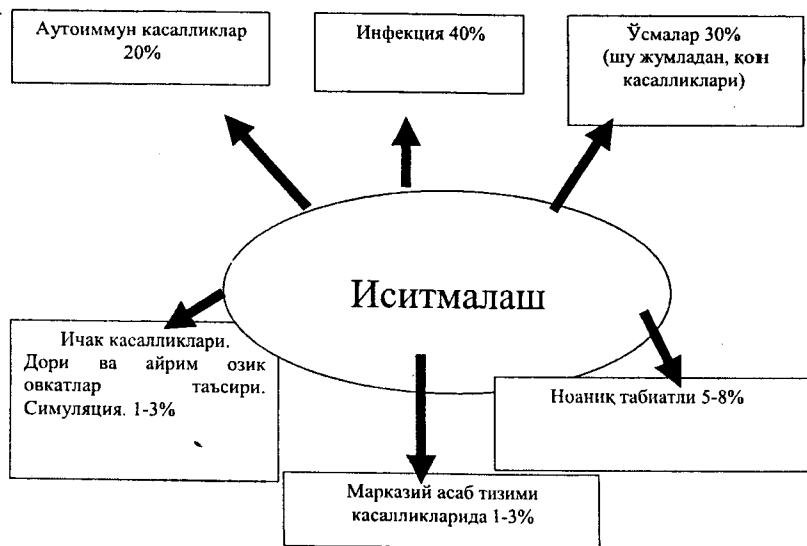 Аутоиммун касалликлар
20%
Инфекция 40%
Ўсмалар 30%
(шу жумладан, қон
касалликлари)
Иситмалаш
Ичак касалликлари.
Дори ва айрим озик
овкатлар таъсири.
Симуляция. 1-3%
Ноаниқ табиатли 5-8%
Марказий асаб тизими
касалликларида 1-3%